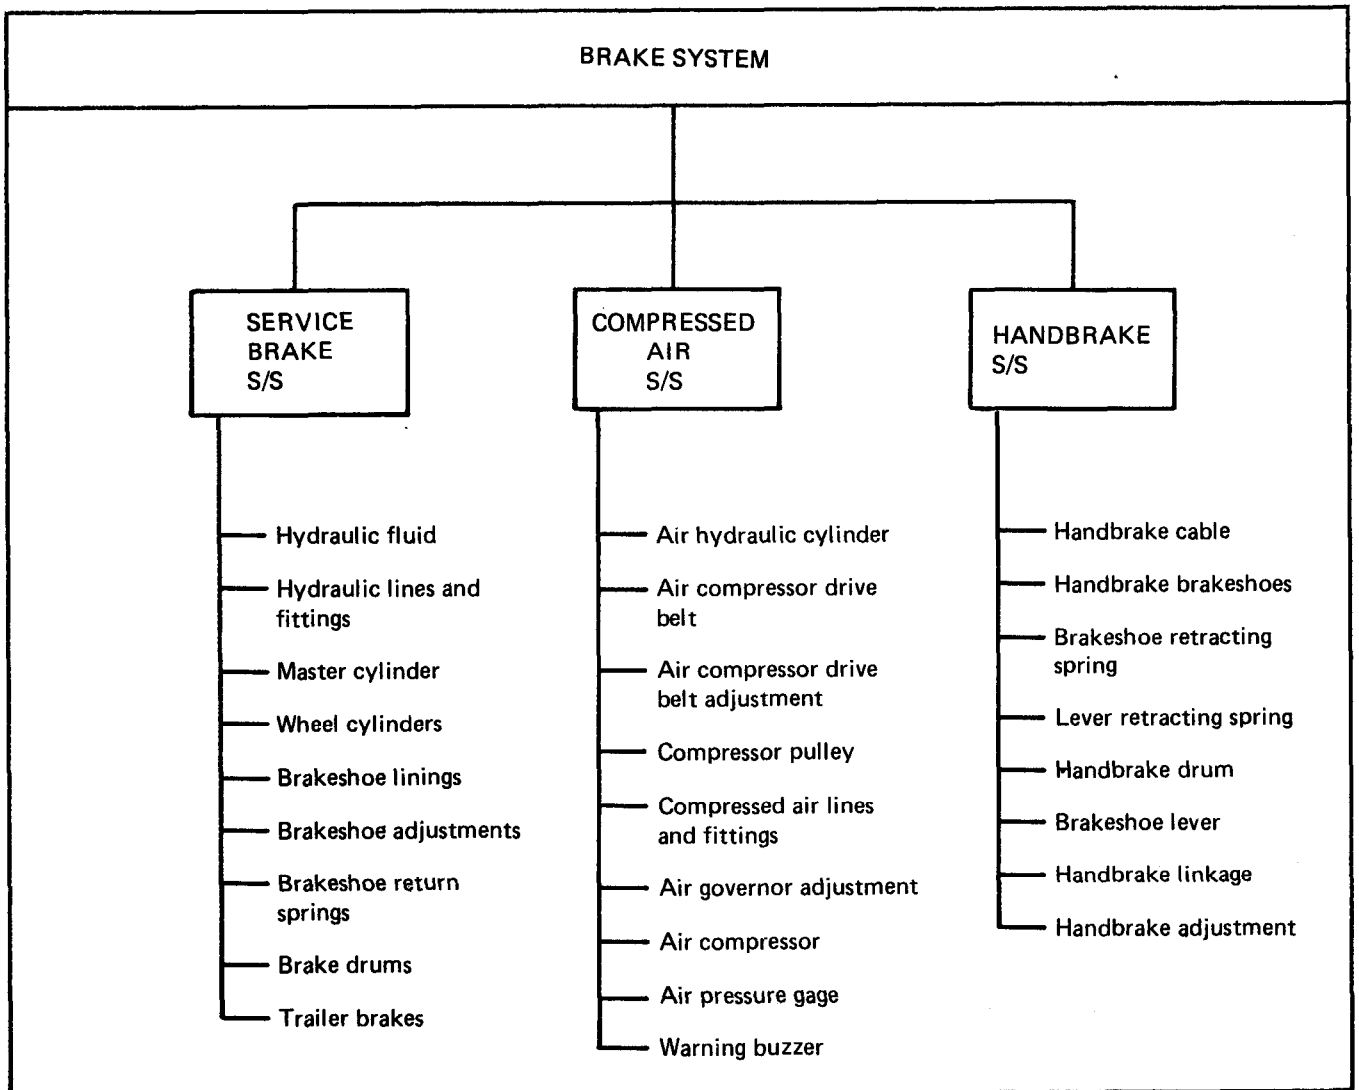 BRAKE SYSTEM
SERVICE
BRAKE
S/S
Hydraulic fluid
Hydraulic lines and
fittings
Master cylinder
Wheel cylinders
Brakeshoe linings
Brakeshoe adjustments
Brakeshoe return
springs
Brake drums
Trailer brakes
COMPRESSED
AIR
S/S
Air hydraulic cylinder
Air compressor drive
belt
Air compressor drive
belt adjustment
Compressor pulley
Compressed air lines
and fittings
Air governor adjustment
Air compressor
Air pressure gage
Warning buzzer
HANDBRAKE
S/S
Handbrake cable
Handbrake brakeshoes
Brakeshoe retracting
spring
Lever retracting spring
Handbrake drum
Brakeshoe lever
Handbrake linkage
Handbrake adjustment